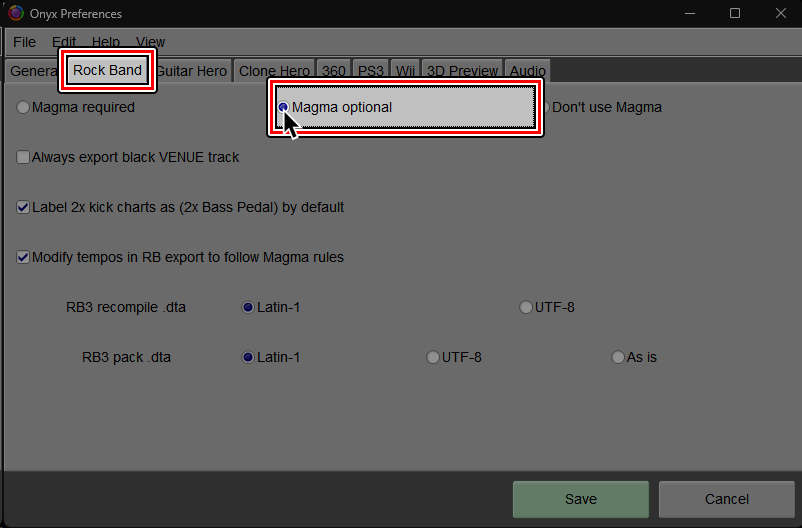 Onyx Preferences
File Edit Help View
Genera Rock Band Guitar Hero Clone Hero 360 PS3 Wii 3D Preview Audio
Magma required Magma optional Don't use Magma
Always export black VENUE track
Label 2x kick charts as (2x Bass Pedal) by default
Modify tempos in RB export to follow Magma rules
RB3 recompile .dta Latin-1 UTF-8
RB3 pack .dta Latin-1 UTF-8 As is
Save Cancel